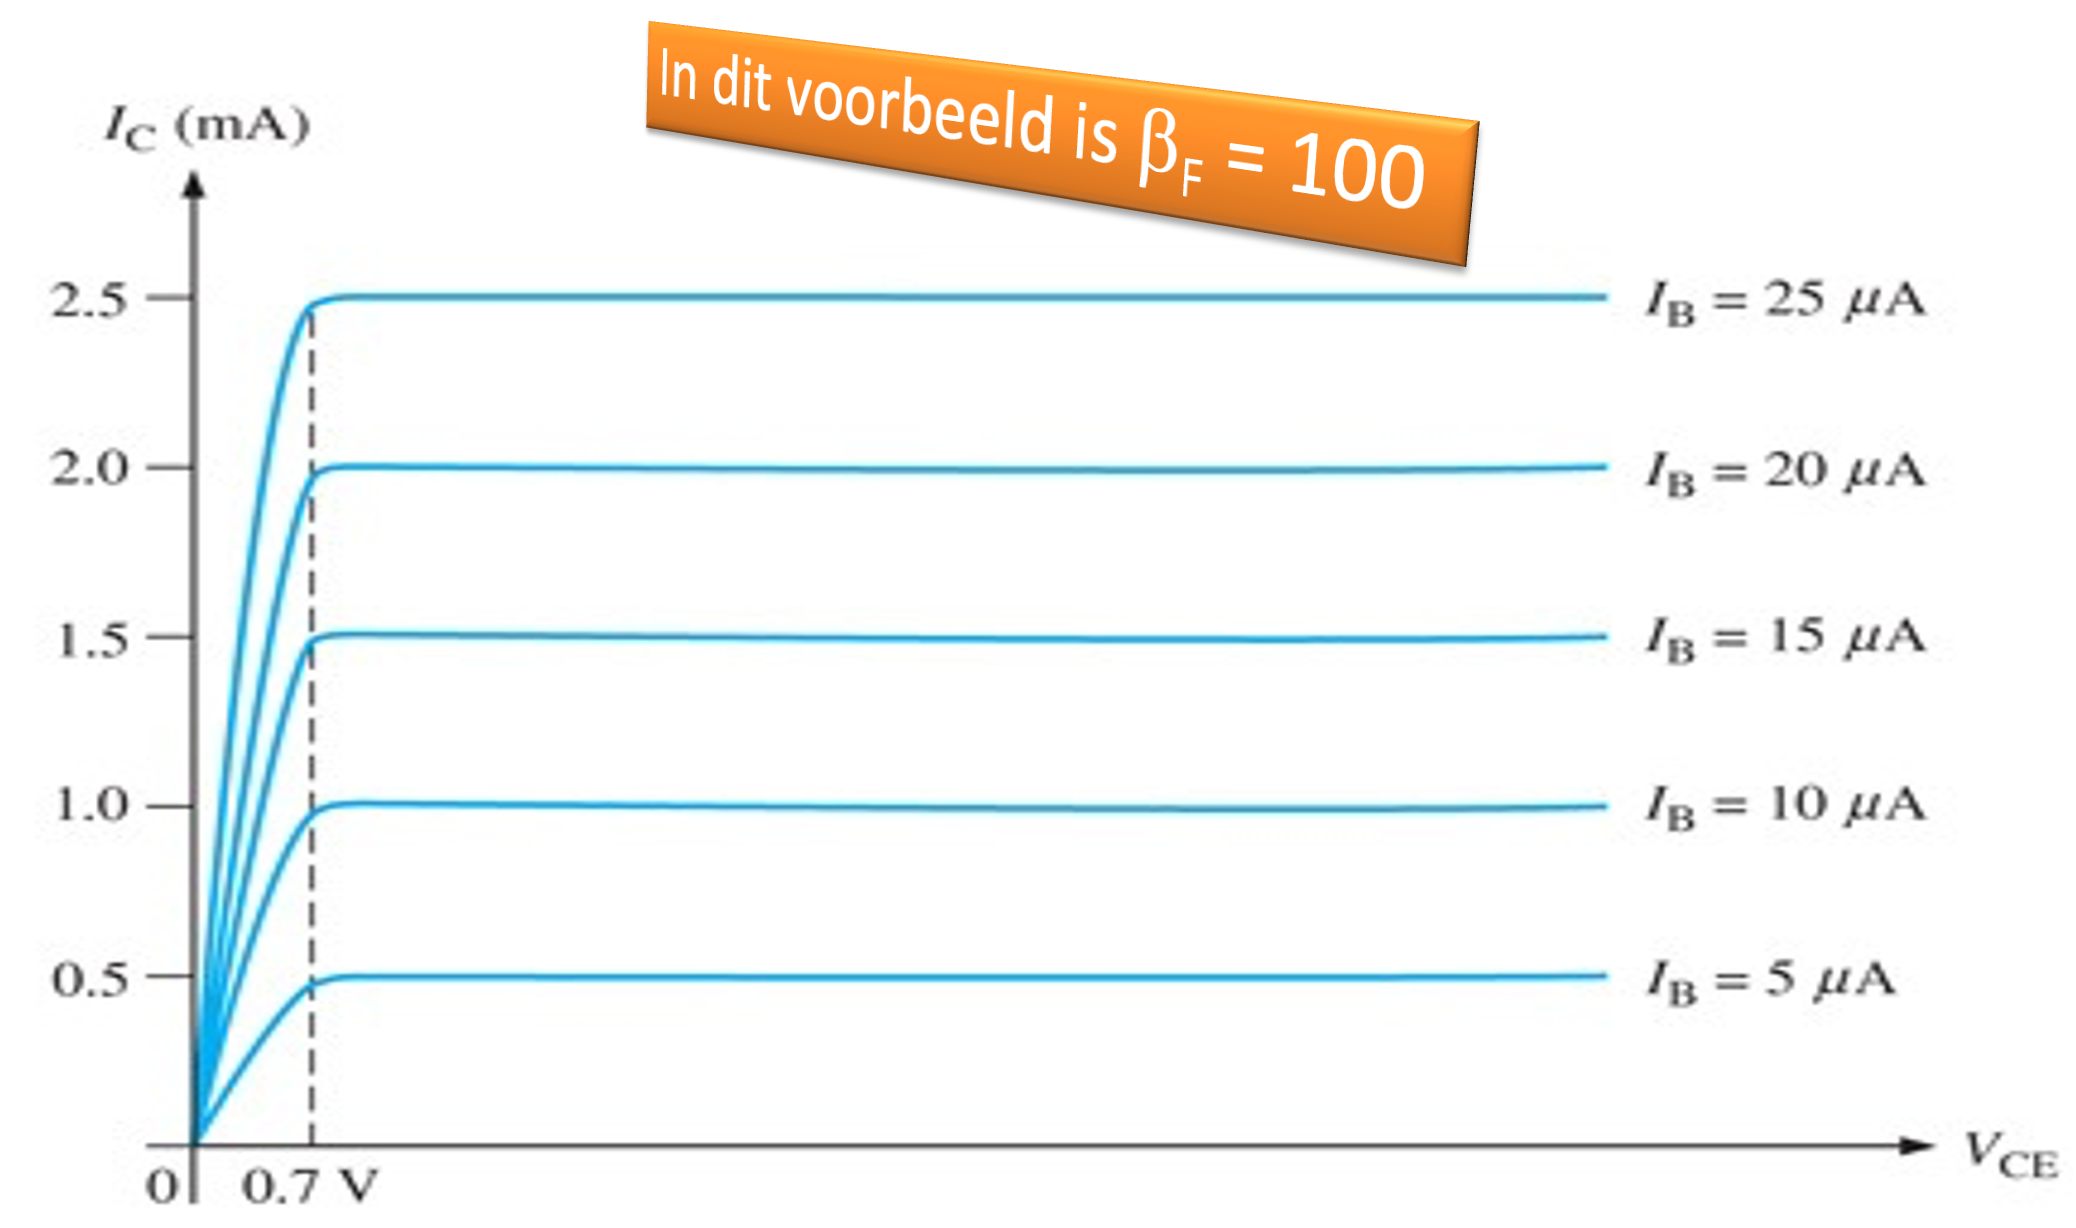 In dit voorbeeld is β_F = 100
I_C (mA)
2.5
I_B = 25 μA
2.0
I_B = 20 μA
1.5
I_B = 15 μA
1.0
I_B = 10 μA
0.5
I_B = 5 μA
0
0.7 V
V_CE